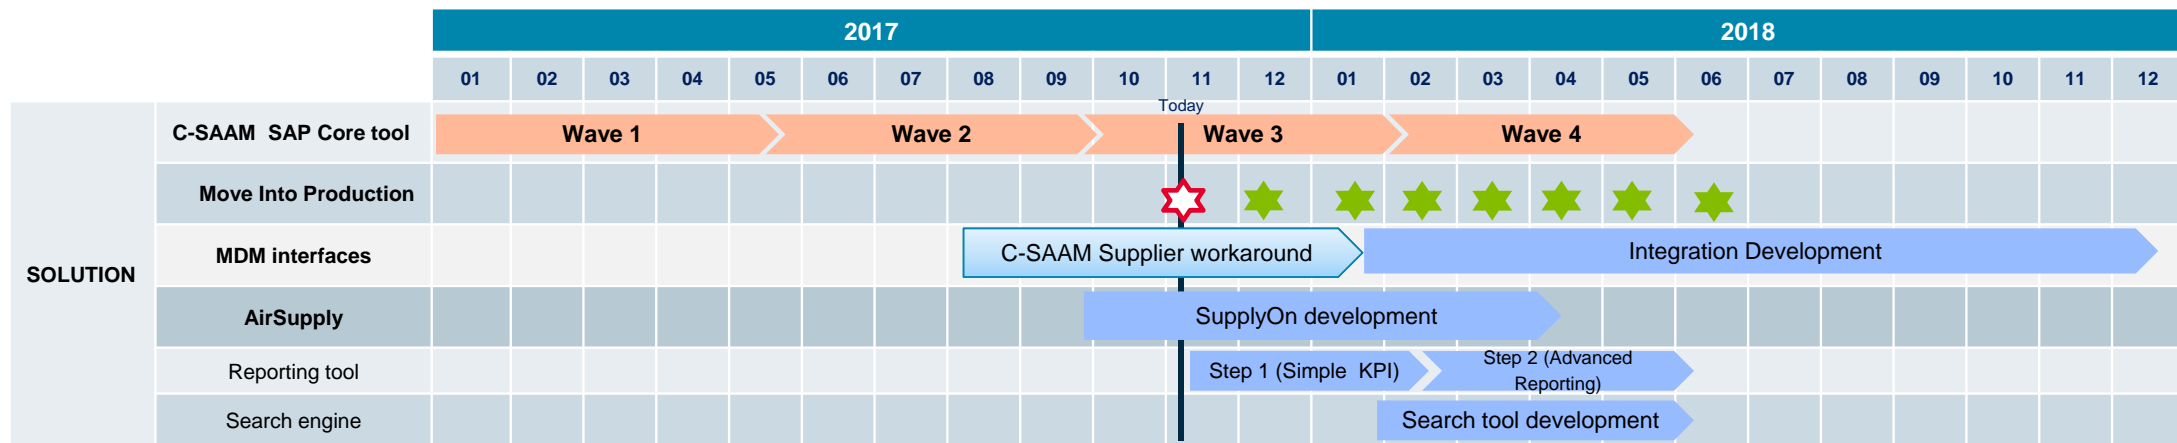 2017 2018
01 02 03 04 05 06 07 08 09 10 11 12 01 02 03 04 05 06 07 08 09 10 11 12
Today
C-SAAM SAP Core tool Wave 1 Wave 2 Wave 3 Wave 4
Move Into Production
MDM interfaces C-SAAM Supplier workaround Integration Development
SOLUTION
AirSupply SupplyOn development
Reporting tool Step 1 (Simple KPI) Step 2 (Advanced
Reporting)
Search engine Search tool development